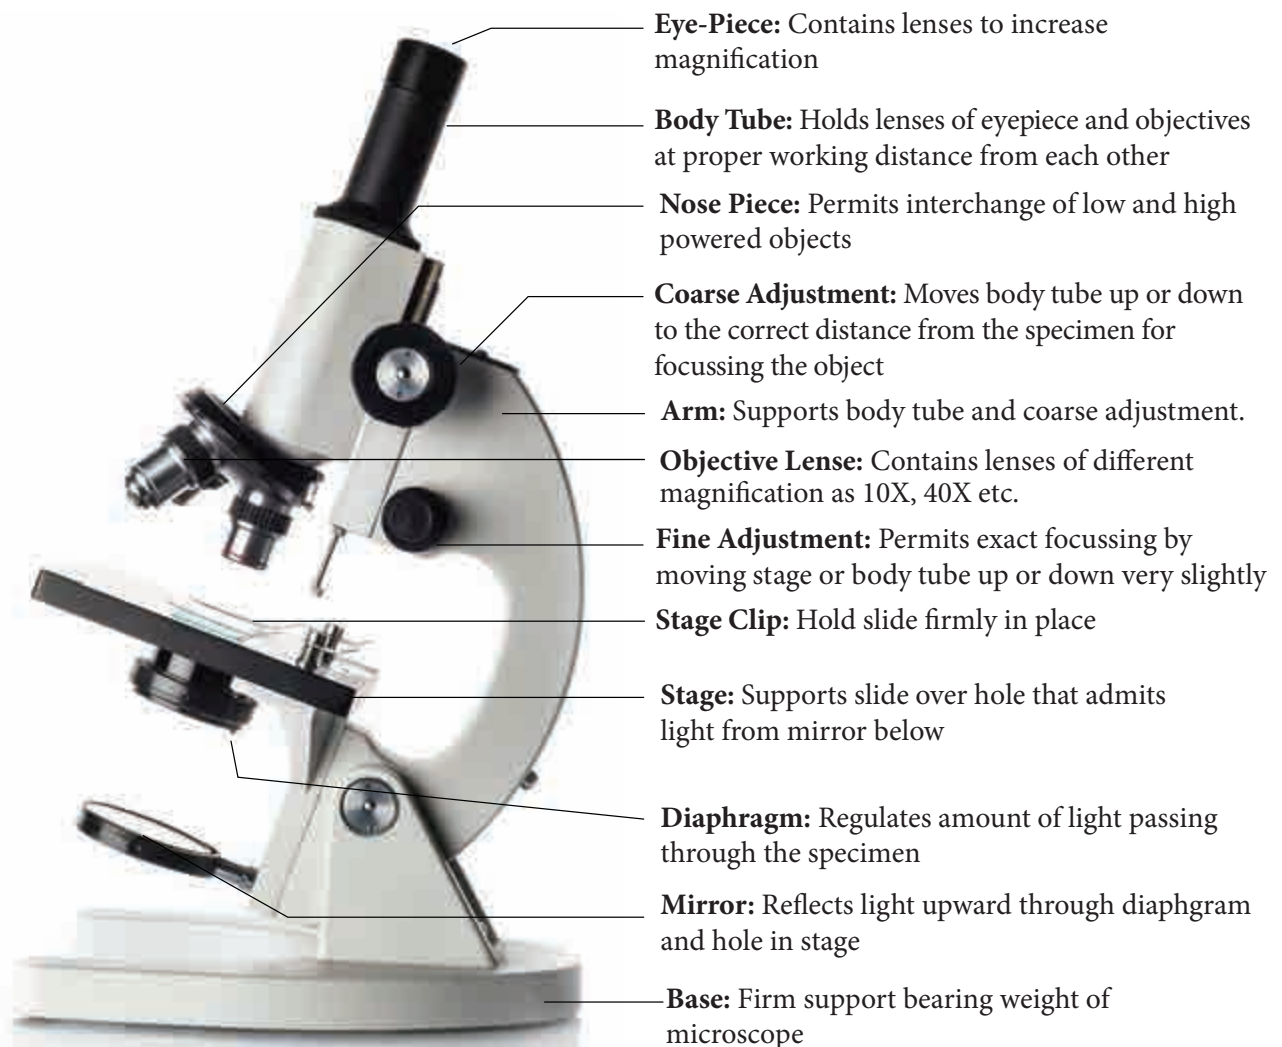 Eye-Piece: Contains lenses to increase
magnification
Body Tube: Holds lenses of eyepiece and objectives
at proper working distance from each other
Nose Piece: Permits interchange of low and high
powered objects
Coarse Adjustment: Moves body tube up or down
to the correct distance from the specimen for
focussing the object
Arm: Supports body tube and coarse adjustment.
Objective Lense: Contains lenses of different
magnification as 10X, 40X etc.
Fine Adjustment: Permits exact focussing by
moving stage or body tube up or down very slightly
Stage Clip: Hold slide firmly in place
Stage: Supports slide over hole that admits
light from mirror below
Diaphragm: Regulates amount of light passing
through the specimen
Mirror: Reflects light upward through diaphgram
and hole in stage
Base: Firm support bearing weight of
microscope